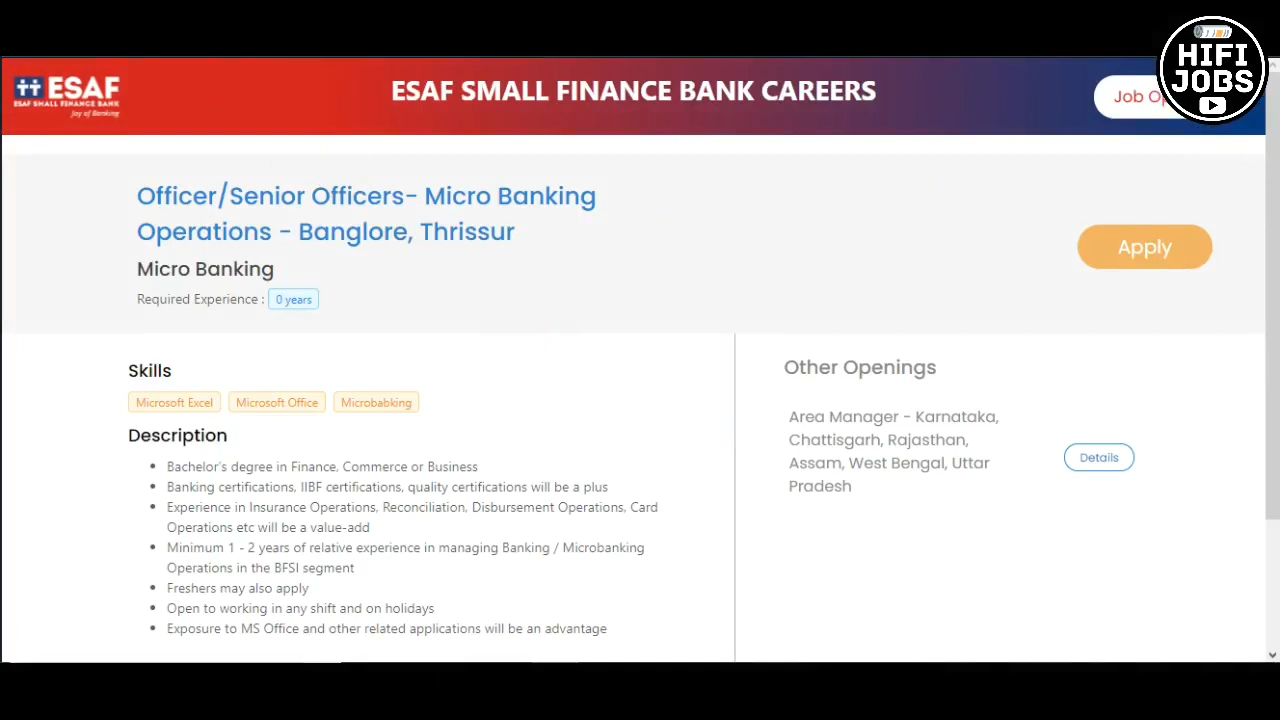 ESAF
ESAF SMALL FINANCE BANK
Joy of Banking
ESAF SMALL FINANCE BANK CAREERS
Job Op
HIFI
JOBS
Officer/Senior Officers- Micro Banking
Operations - Banglore, Thrissur
Micro Banking
Required Experience : 0 years
Apply
Skills
Microsoft Excel Microsoft Office Microbabking
Description
• Bachelor's degree in Finance, Commerce or Business
• Banking certifications, IIBF certifications, quality certifications will be a plus
• Experience in Insurance Operations, Reconciliation, Disbursement Operations, Card
Operations etc will be a value-add
• Minimum 1 - 2 years of relative experience in managing Banking / Microbanking
Operations in the BFSI segment
• Freshers may also apply
• Open to working in any shift and on holidays
• Exposure to MS Office and other related applications will be an advantage
Other Openings
Area Manager - Karnataka,
Chattisgarh, Rajasthan,
Assam, West Bengal, Uttar
Pradesh
Details